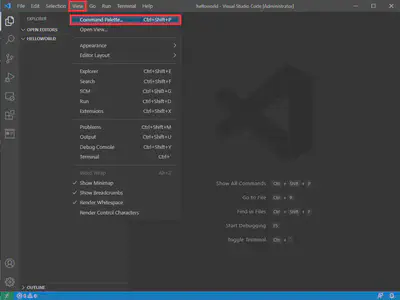 File Edit Selection View Go Run Terminal Help
helloworld - Visual Studio Code [Administrator]
EXPLORER
OPEN EDITORS
HELLOWORLD
Command Palette... Ctrl+Shift+P
Open View...
Appearance
Editor Layout
Explorer Ctrl+Shift+E
Search Ctrl+Shift+F
SCM Ctrl+Shift+G
Run Ctrl+Shift+D
Extensions Ctrl+Shift+X
Problems Ctrl+Shift+M
Output Ctrl+Shift+U
Debug Console Ctrl+Shift+Y
Terminal Ctrl+`
Word Wrap Alt+Z
Show Minimap
Show Breadcrumbs
Render Whitespace
Render Control Characters
Show All Commands Ctrl + Shift + P
Go to File Ctrl + P
Find in Files Ctrl + Shift + F
Start Debugging F5
Toggle Terminal Ctrl + `
OUTLINE
0 0